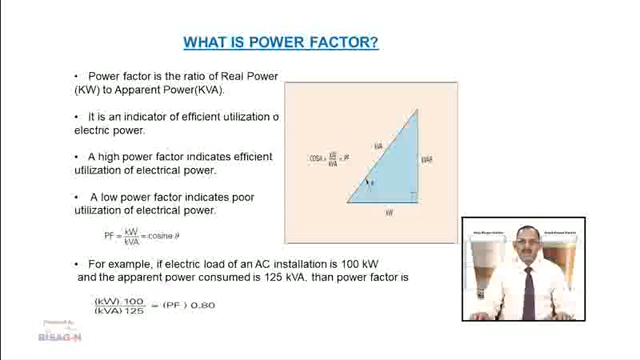 WHAT IS POWER FACTOR?
• Power factor is the ratio of Real Power
(KW) to Apparent Power(KVA).
• It is an indicator of efficient utilization o
electric power.
• A high power factor indicates efficient
utilization of electrical power.
• A low power factor indicates poor
utilization of electrical power.
PF = kW/kVA = cosine θ
COSθ = kW/kVA = PF
kVA
kVAR
θ
kW
• For example, if electric load of an AC installation is 100 kW
and the apparent power consumed is 125 kVA, than power factor is
(kW) 100/(kVA) 125 = (PF) 0.80
BISAG-N